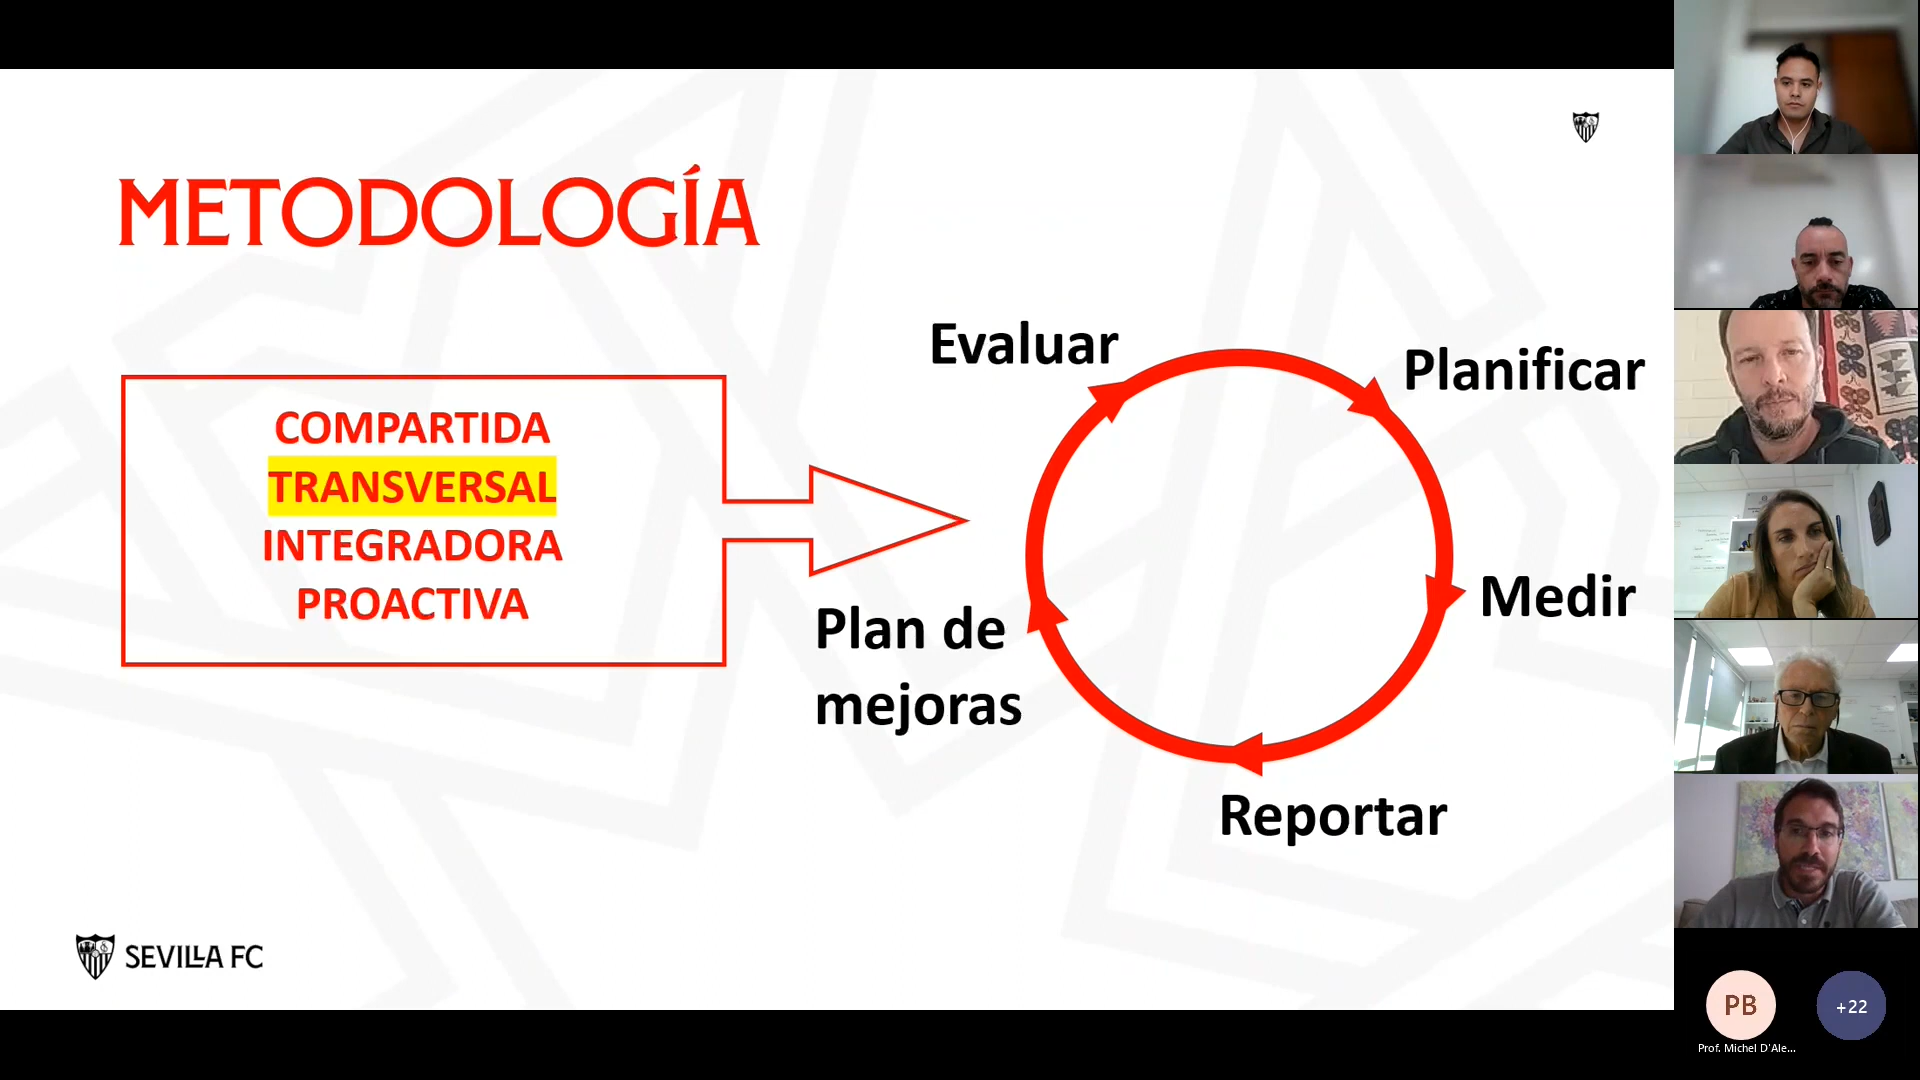 METODOLOGÍA
COMPARTIDA
TRANSVERSAL
INTEGRADORA
PROACTIVA
Evaluar
Planificar
Medir
Plan de
mejoras
Reportar
SEVILLA FC
PB
+22
Prof. Michel D'Ale...